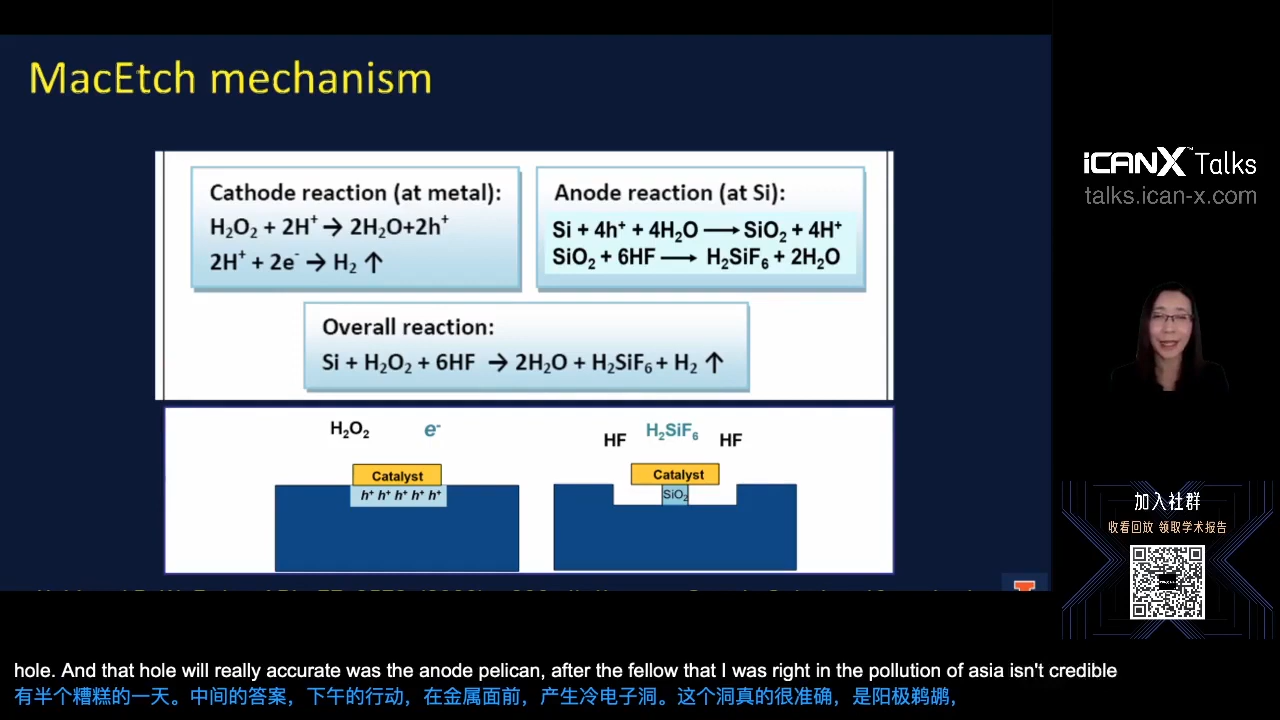 MacEtch mechanism
Cathode reaction (at metal):
H₂O₂ + 2H⁺ → 2H₂O+2h⁺
2H⁺ + 2e⁻ → H₂ ↑
Anode reaction (at Si):
Si + 4h⁺ + 4H₂O → SiO₂ + 4H⁺
SiO₂ + 6HF → H₂SiF₆ + 2H₂O
Overall reaction:
Si + H₂O₂ + 6HF → 2H₂O + H₂SiF₆ + H₂ ↑
H₂O₂ e⁻
Catalyst
h⁺ h⁺ h⁺ h⁺ h⁺
HF H₂SiF₆ HF
Catalyst
SiO₂
iCANX™ Talks
talks.ican-x.com
加入社群
收看回放 领取学术报告
hole. And that hole will really accurate was the anode pelican, after the fellow that I was right in the pollution of asia isn't credible
有半个糟糕的一天。中间的答案，下午的行动，在金属面前，产生冷电子洞。这个洞真的很准确，是阳极鹈鹕，